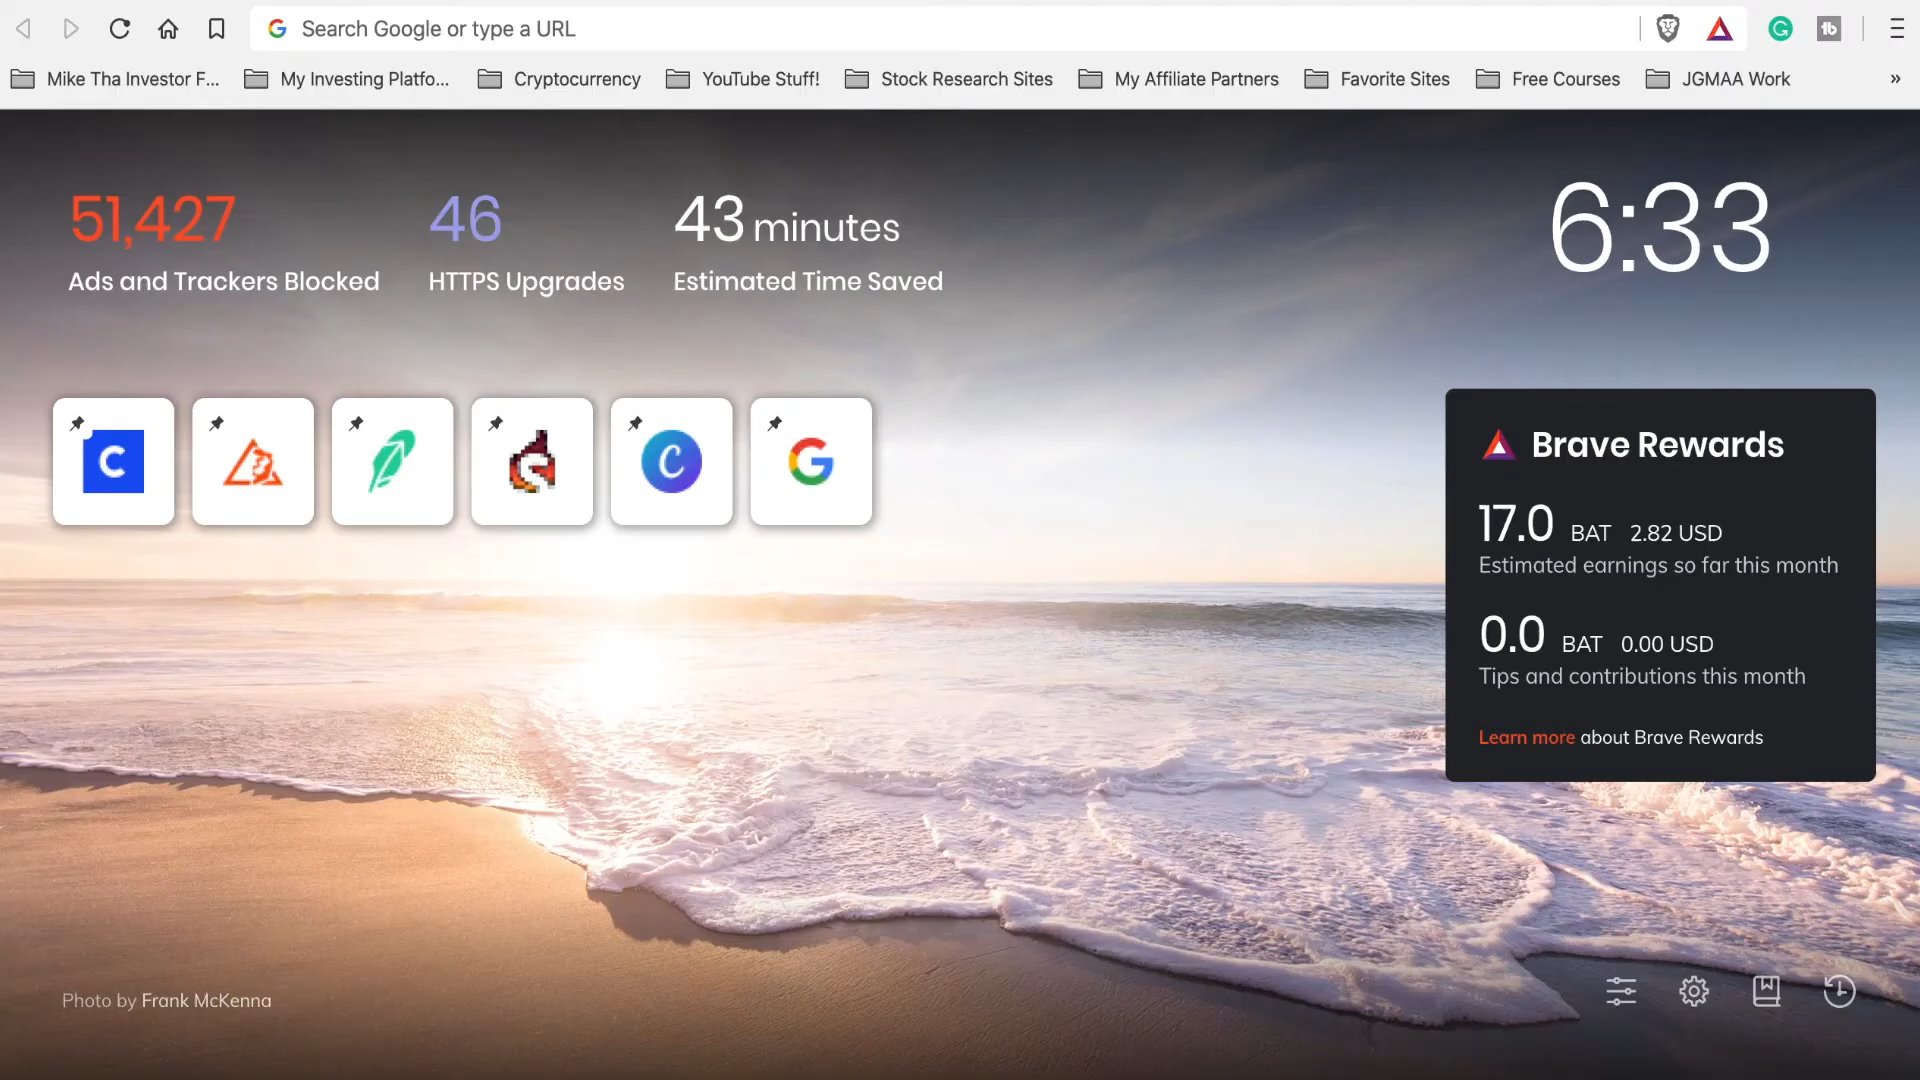 Search Google or type a URL
Mike Tha Investor F... My Investing Platfo... Cryptocurrency YouTube Stuff! Stock Research Sites My Affiliate Partners Favorite Sites Free Courses JGMAA Work »
51,427 46 43 minutes
Ads and Trackers Blocked HTTPS Upgrades Estimated Time Saved
6:33
Brave Rewards
17.0 BAT 2.82 USD
Estimated earnings so far this month
0.0 BAT 0.00 USD
Tips and contributions this month
Learn more about Brave Rewards
Photo by Frank McKenna